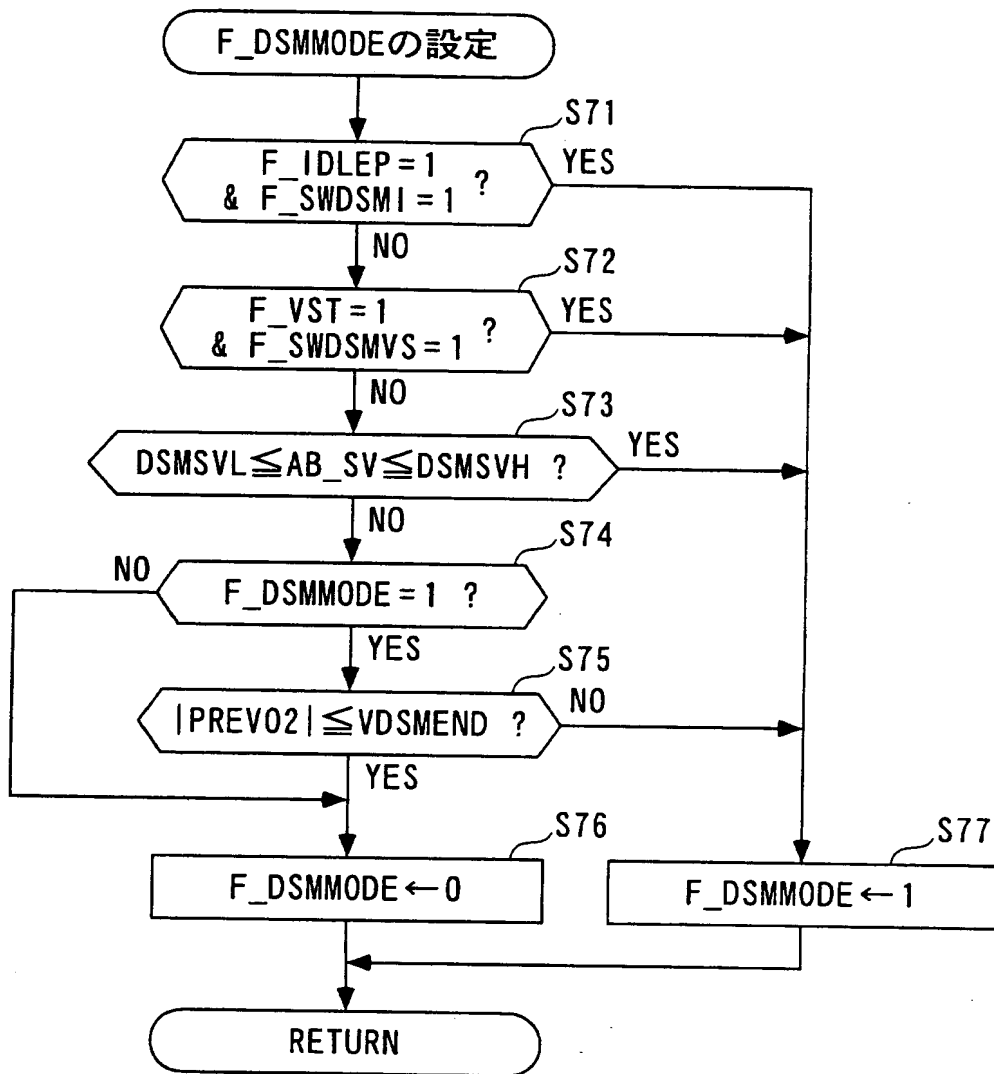 F_DSMMODEの設定
S71
F_IDLEP=1
& F_SWDSMI=1 ?
YES
NO
S72
F_VST=1
& F_SWDSMVS=1 ?
YES
NO
S73
DSMSVL≦AB_SV≦DSMSVH ?
YES
NO
S74
NO
F_DSMMODE=1 ?
YES
S75
|PREVO2|≦VDSMEND ?
NO
YES
S76
F_DSMMODE←0
S77
F_DSMMODE←1
RETURN